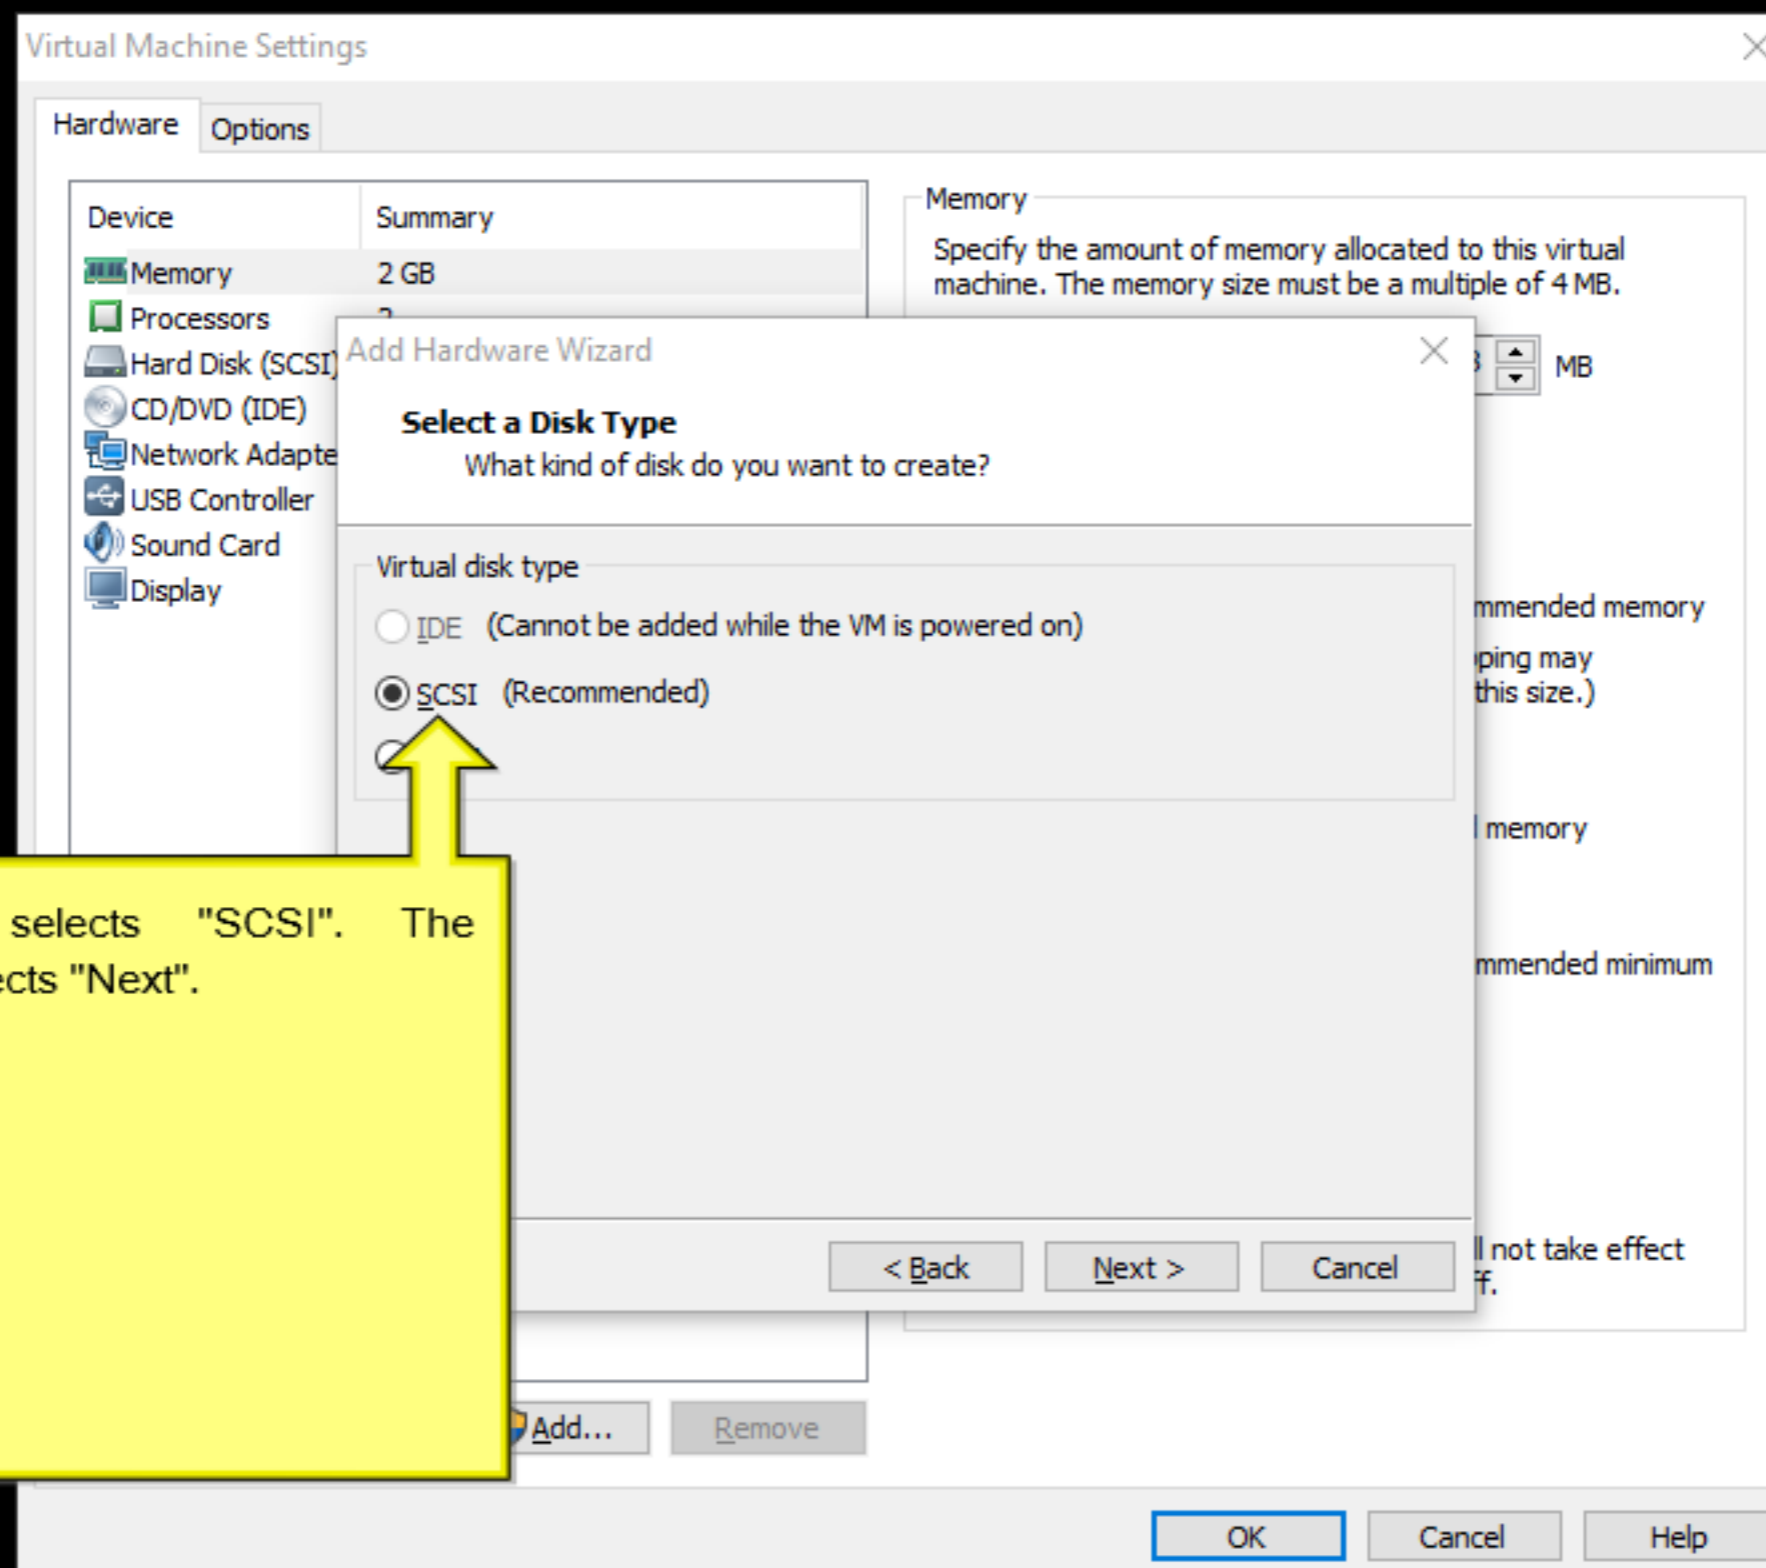 Virtual Machine Settings
Hardware
Options
Device Summary
Memory 2 GB
Processors
Hard Disk (SCSI)
CD/DVD (IDE)
Network Adapte
USB Controller
Sound Card
Display
Memory
Specify the amount of memory allocated to this virtual
machine. The memory size must be a multiple of 4 MB.
MB
mmended memory
pping may
this size.)
memory
mmended minimum
ll not take effect
ff.
Add Hardware Wizard
Select a Disk Type
What kind of disk do you want to create?
Virtual disk type
IDE (Cannot be added while the VM is powered on)
SCSI (Recommended)
selects "SCSI". The
ects "Next".
< Back Next > Cancel
Add... Remove
OK Cancel Help